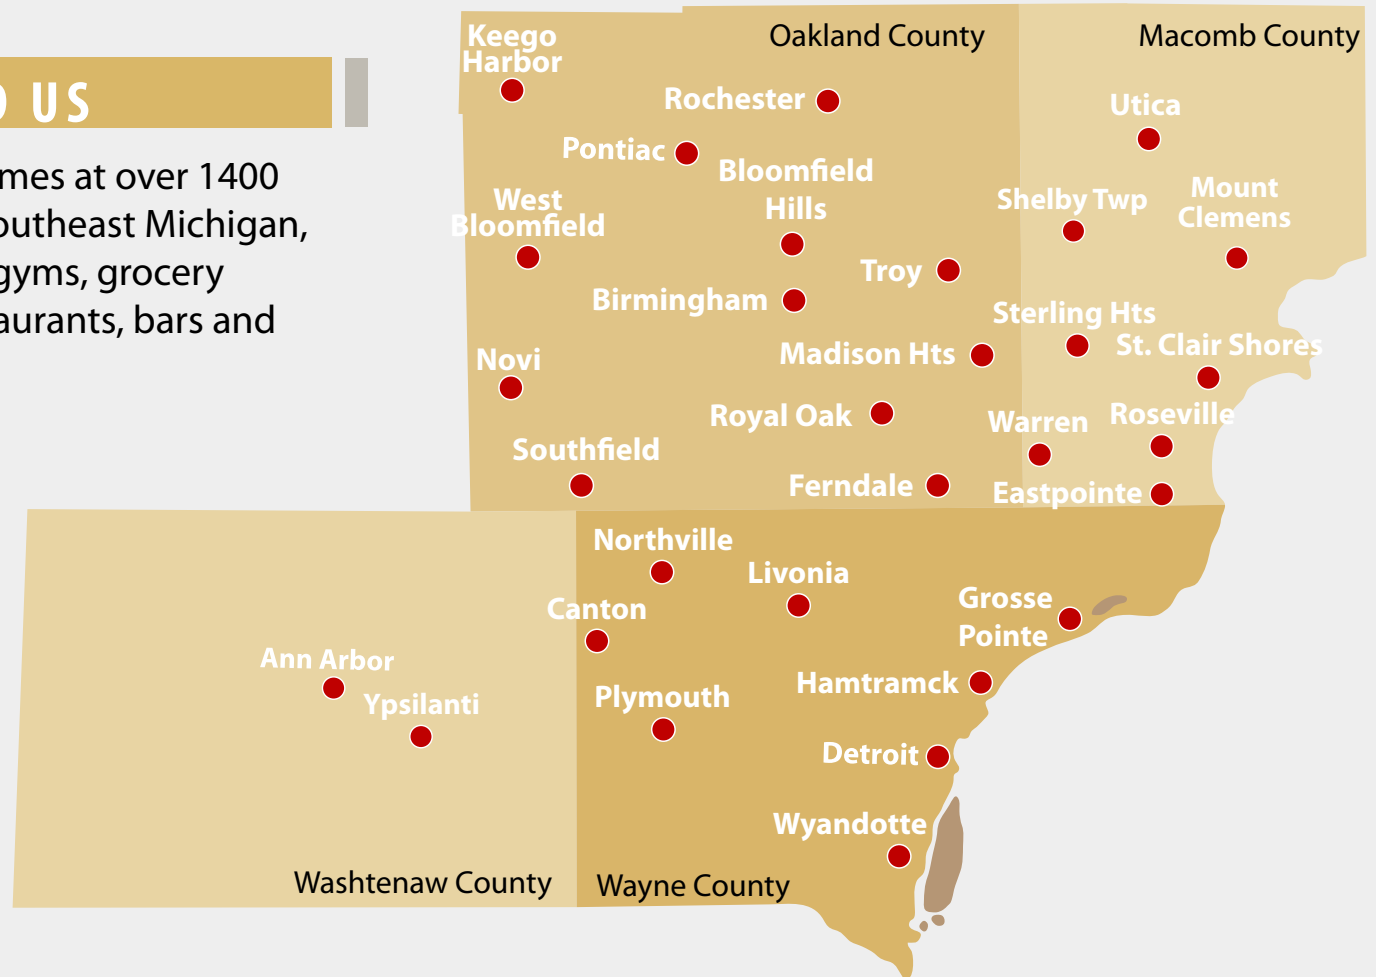 D US
mes at over 1400
outheast Michigan,
gyms, grocery
aurants, bars and
Oakland County
Macomb County
Keego
Harbor
Rochester
Utica
Pontiac
Bloomfield
Hills
West
Bloomfield
Shelby Twp
Mount
Clemens
Troy
Birmingham
Sterling Hts
St. Clair Shores
Madison Hts
Novi
Royal Oak
Warren
Roseville
Southfield
Ferndale
Eastpointe
Northville
Livonia
Canton
Grosse
Pointe
Ann Arbor
Ypsilanti
Plymouth
Hamtramck
Detroit
Wyandotte
Washtenaw County
Wayne County